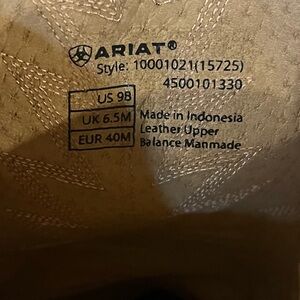 ARIAT®
Style: 10001021(15725)
4500101330
US 9B
UK 6.5M
EUR 40M
Made in Indonesia
Leather Upper
Balance Manmade